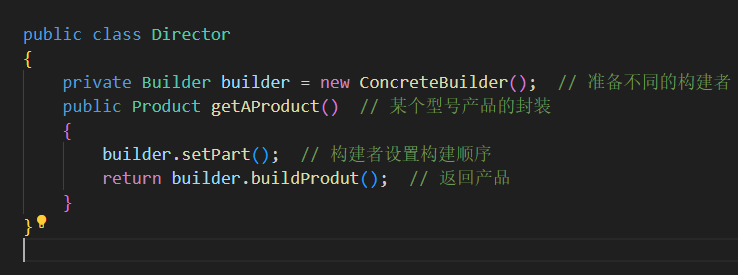 public class Director
{
    private Builder builder = new ConcreteBuilder();  // 准备不同的构建者
    public Product getAProduct()  // 某个型号产品的封装
    {
        builder.setPart();  // 构建者设置构建顺序
        return builder.buildProdut();  // 返回产品
    }
}